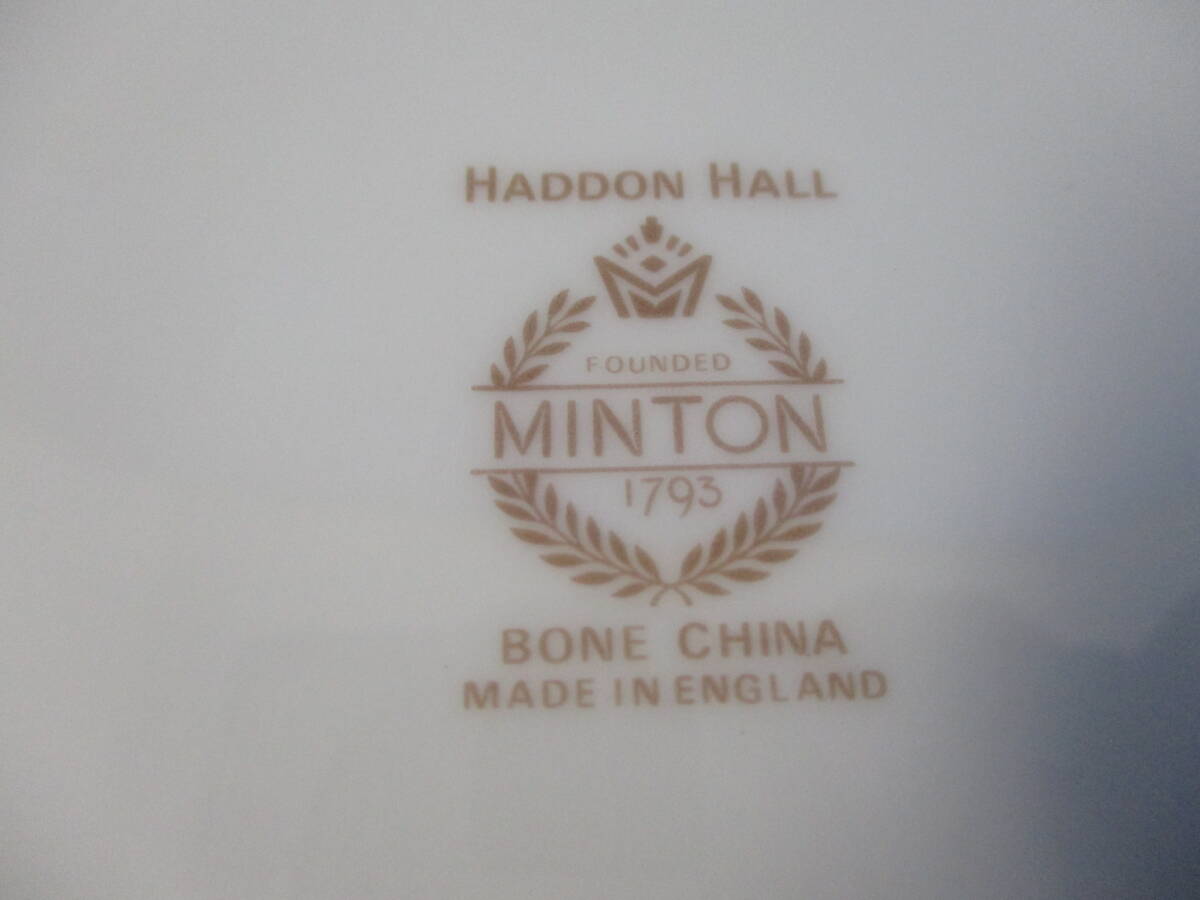 HADDON HALL
FOUNDED
MINTON
1793
BONE CHINA
MADE IN ENGLAND